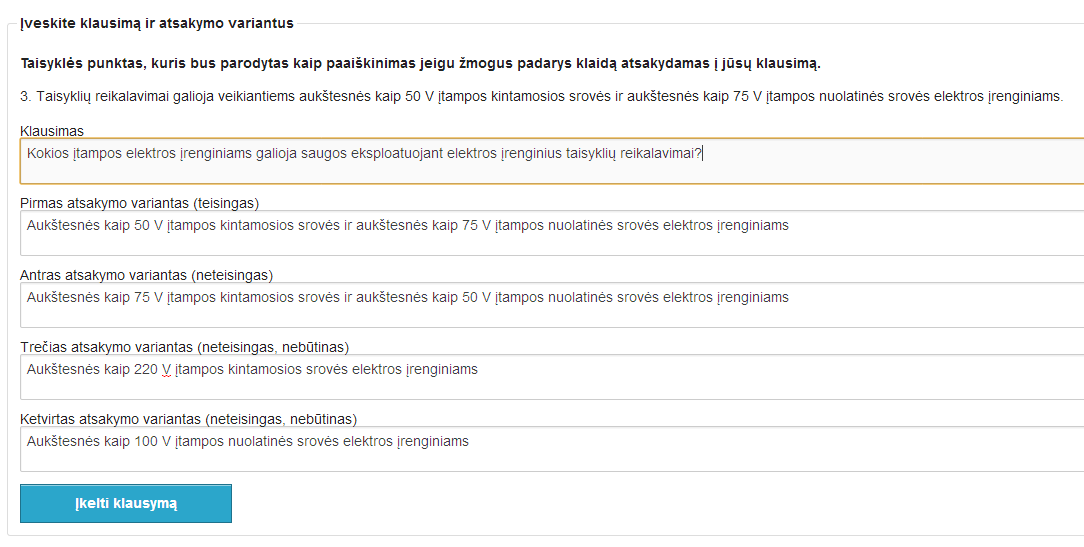 Įveskite klausimą ir atsakymo variantus
Taisyklės punktas, kuris bus parodytas kaip paaiškinimas jeigu žmogus padarys klaidą atsakydamas į jūsų klausimą.
3. Taisyklių reikalavimai galioja veikiantiems aukštesnės kaip 50 V įtampos kintamosios srovės ir aukštesnės kaip 75 V įtampos nuolatinės srovės elektros įrenginiams.
Klausimas
Kokios įtampos elektros įrenginiams galioja saugos eksploatuojant elektros įrenginius taisyklių reikalavimai?
Pirmas atsakymo variantas (teisingas)
Aukštesnės kaip 50 V įtampos kintamosios srovės ir aukštesnės kaip 75 V įtampos nuolatinės srovės elektros įrenginiams
Antras atsakymo variantas (neteisingas)
Aukštesnės kaip 75 V įtampos kintamosios srovės ir aukštesnės kaip 50 V įtampos nuolatinės srovės elektros įrenginiams
Trečias atsakymo variantas (neteisingas, nebūtinas)
Aukštesnės kaip 220 V įtampos kintamosios srovės elektros įrenginiams
Ketvirtas atsakymo variantas (neteisingas, nebūtinas)
Aukštesnės kaip 100 V įtampos nuolatinės srovės elektros įrenginiams
Įkelti klausymą